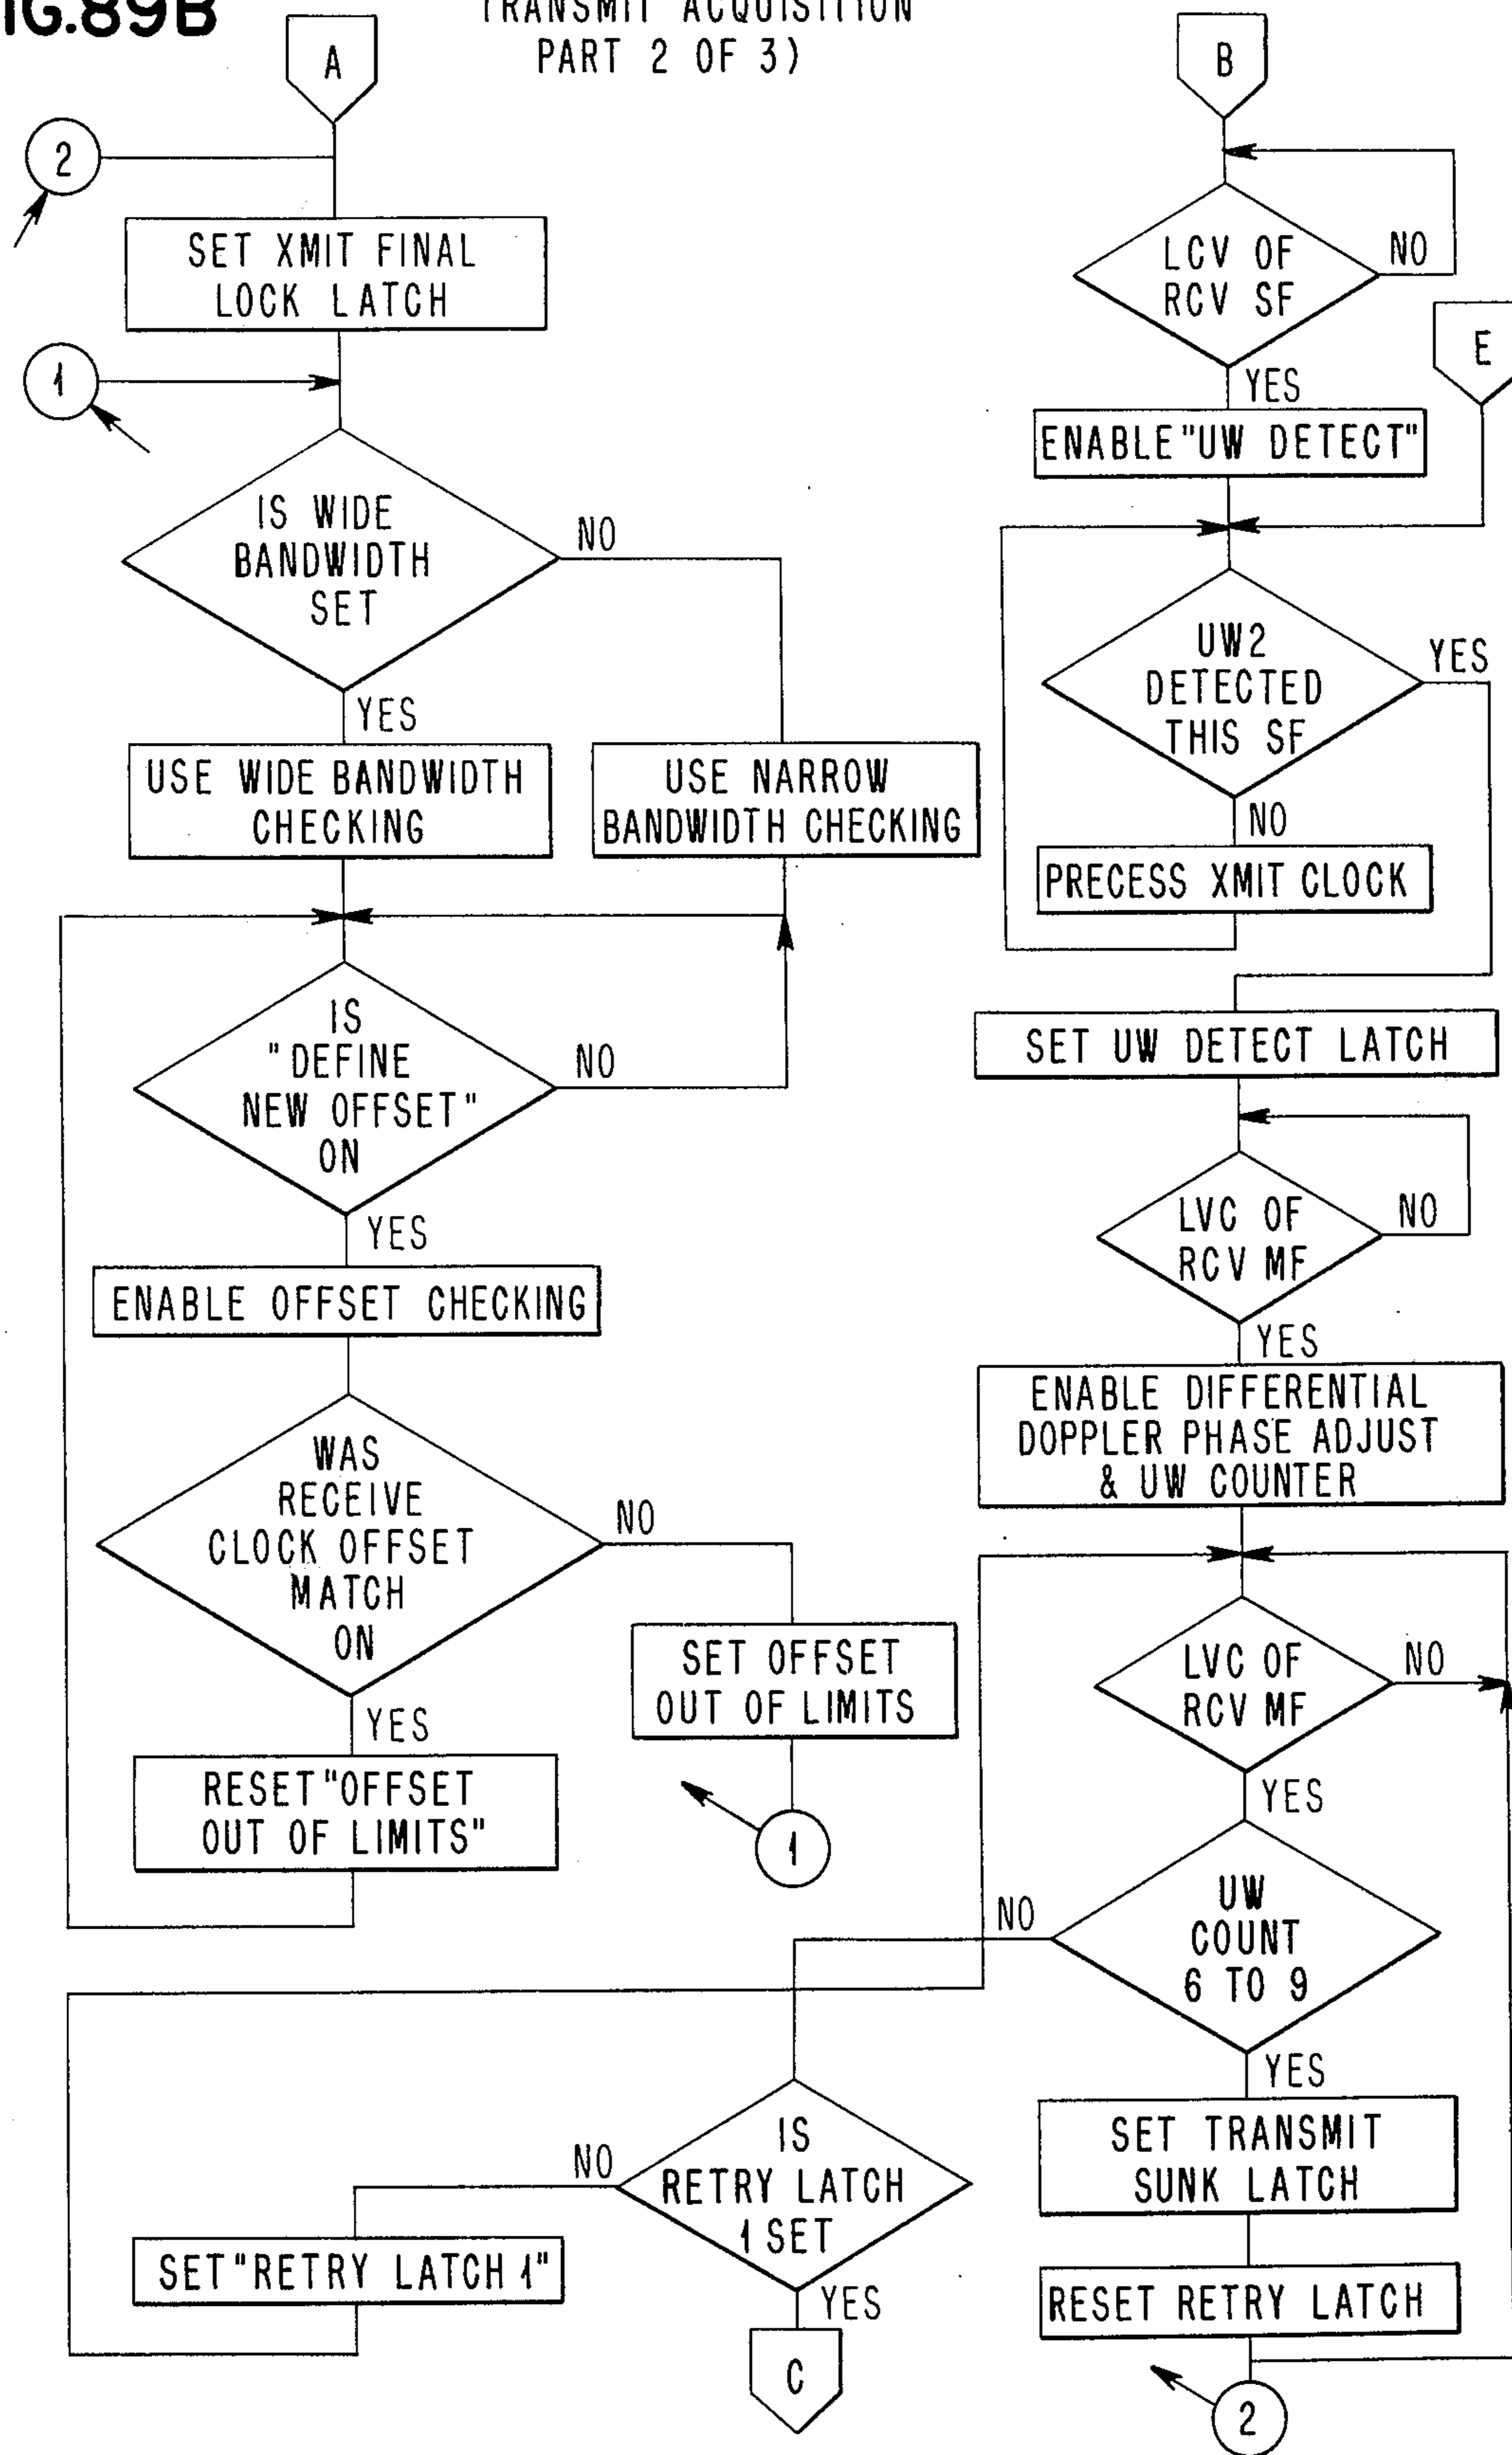 IG.89B
TRANSMIT ACQUISITION
PART 2 OF 3)
A
2
SET XMIT FINAL
LOCK LATCH
1
IS WIDE
BANDWIDTH
SET
NO
YES
USE WIDE BANDWIDTH
CHECKING
USE NARROW
BANDWIDTH CHECKING
IS
"DEFINE
NEW OFFSET"
ON
NO
YES
ENABLE OFFSET CHECKING
WAS
RECEIVE
CLOCK OFFSET
MATCH
ON
NO
YES
SET OFFSET
OUT OF LIMITS
1
RESET "OFFSET
OUT OF LIMITS"
B
LCV OF
RCV SF
NO
YES
E
ENABLE "UW DETECT"
UW2
DETECTED
THIS SF
YES
NO
PRECESS XMIT CLOCK
SET UW DETECT LATCH
LVC OF
RCV MF
NO
YES
ENABLE DIFFERENTIAL
DOPPLER PHASE ADJUST
& UW COUNTER
LVC OF
RCV MF
NO
YES
UW
COUNT
6 TO 9
NO
YES
IS
RETRY LATCH
1 SET
NO
YES
SET "RETRY LATCH 1"
C
SET TRANSMIT
SUNK LATCH
RESET RETRY LATCH
2